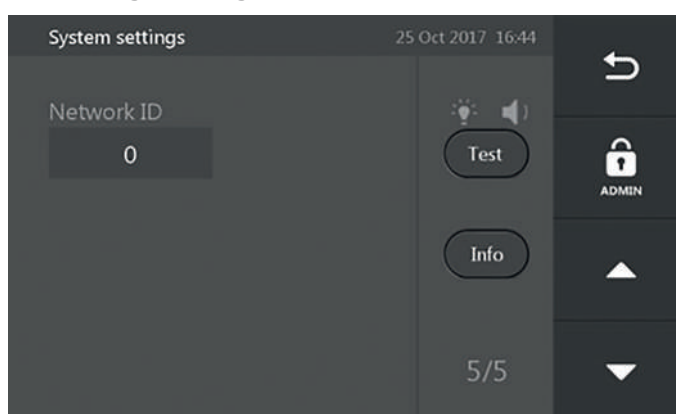 System settings
25 Oct 2017 16:44
Network ID
0
Test
ADMIN
Info
5/5